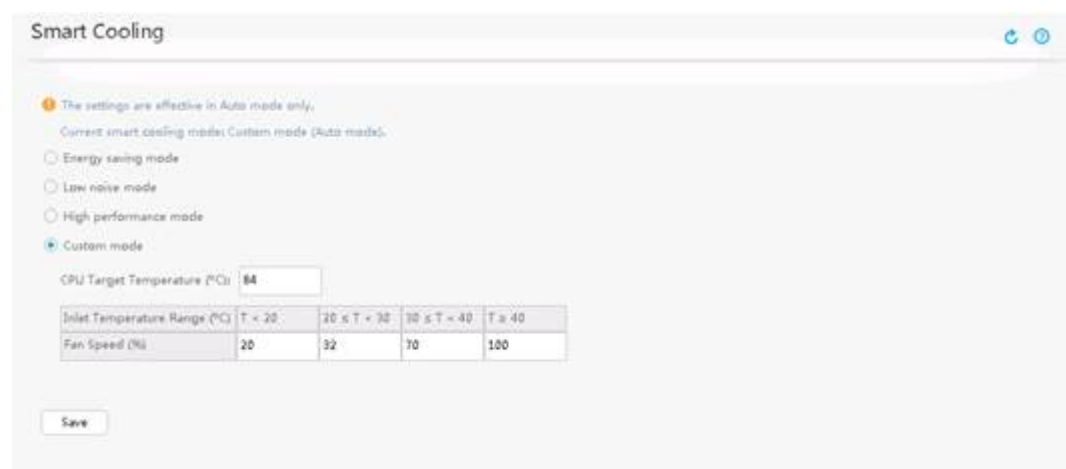 Smart Cooling
The settings are effective in Auto mode only.
Current smart cooling mode: Custom mode (Auto mode).
Energy saving mode
Low noise mode
High performance mode
Custom mode
CPU Target Temperature (°C): 84
Inlet Temperature Range (°C) T < 20 20 ≤ T < 30 30 ≤ T < 40 T ≥ 40
Fan Speed (%) 20 32 70 100
Save